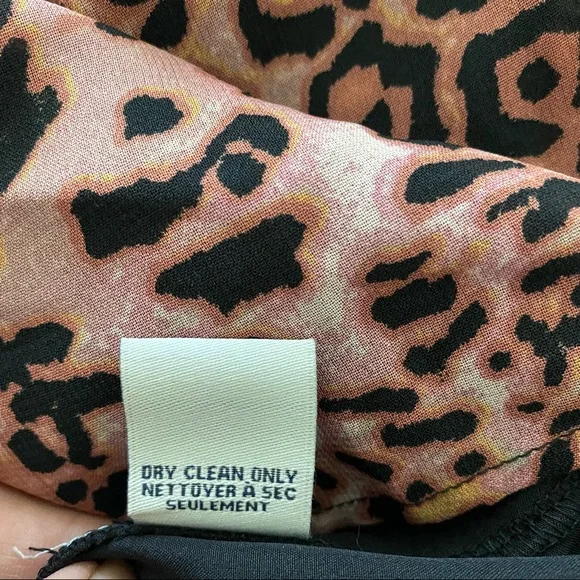 DRY CLEAN ONLY
NETTOYER À SEC
SEULEMENT